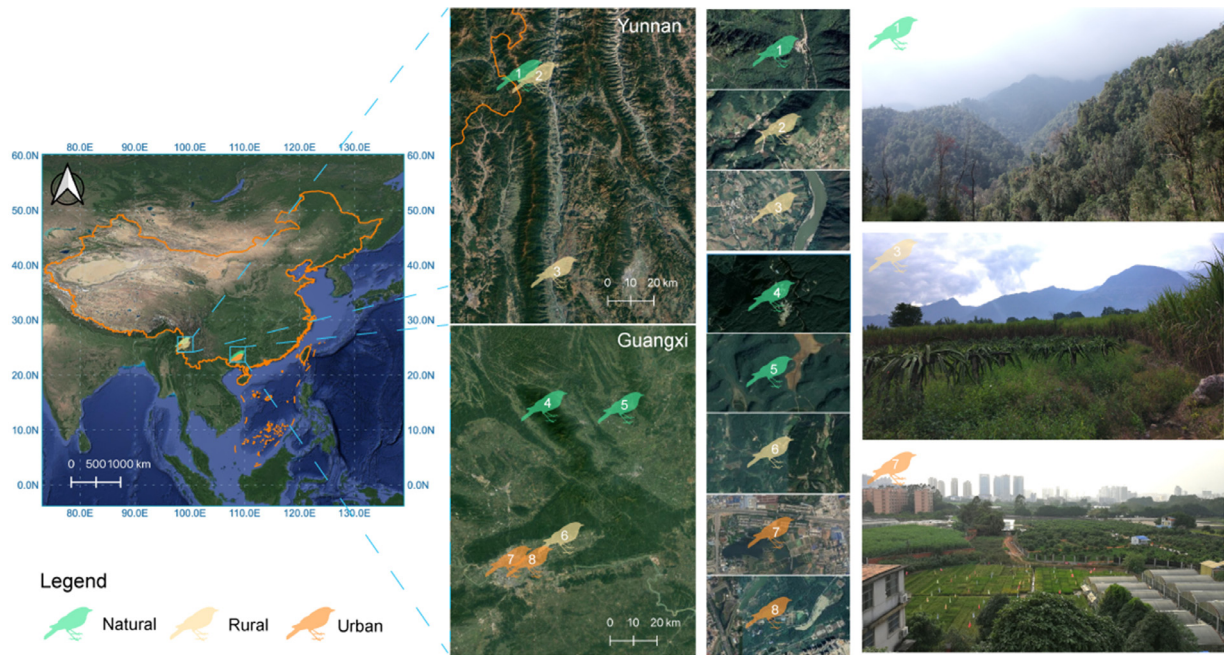 80.0E 90.0E 100.0E 110.0E 120.0E 130.0E
60.0N 60.0N
50.0N 50.0N
40.0N 40.0N
30.0N 30.0N
20.0N 20.0N
10.0N 10.0N
0.0N 0.0N
0 500 1000 km
80.0E 90.0E 100.0E 110.0E 120.0E 130.0E
Legend
Natural Rural Urban
Yunnan
1 2
3
0 10 20 km
Guangxi
4 5
6
7 8
0 10 20 km
1
2
3
4
5
6
7
8
1
3
7